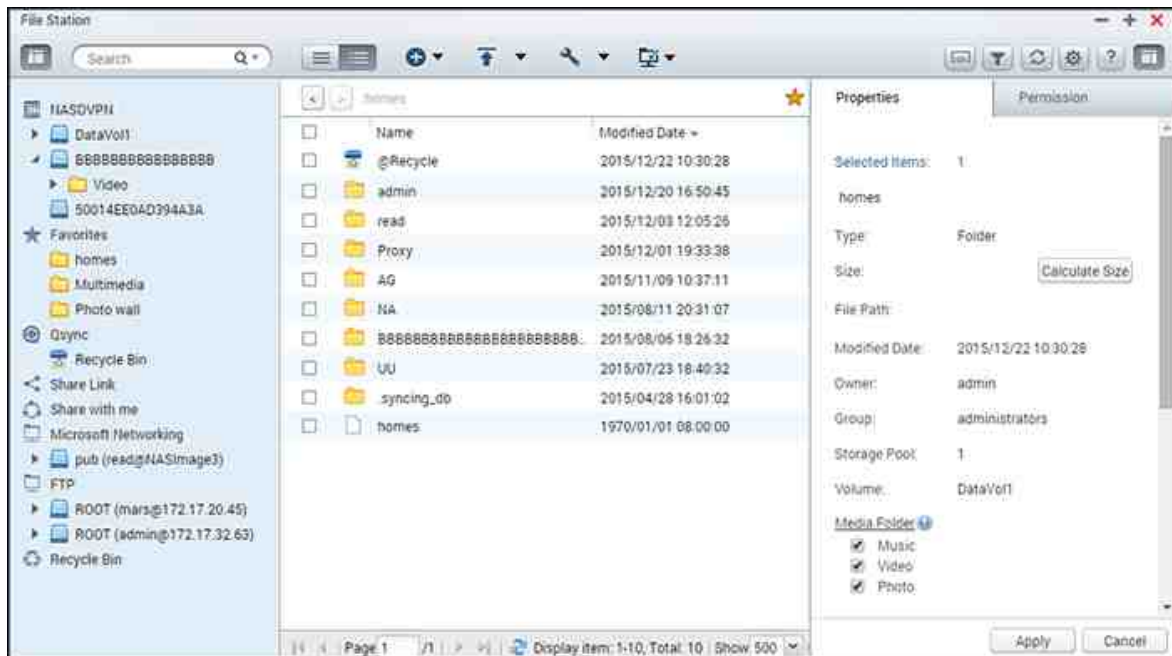 File Station
Search
NASDVPN
DataVol1
BBBBBBBBBBBBBBBBB
Video
50014EE0AD394A3A
Favorites
homes
Multimedia
Photo wall
Qsync
Recycle Bin
Share Link
Share with me
Microsoft Networking
pub (read@NASImage3)
FTP
ROOT (mars@172.17.20.45)
ROOT (admin@172.17.32.63)
Recycle Bin
homes
Name Modified Date
@Recycle 2015/12/22 10:30:28
admin 2015/12/20 16:50:45
read 2015/12/03 12:05:26
Proxy 2015/12/01 19:33:38
AG 2015/11/09 10:37:11
NA 2015/08/11 20:31:07
BBBBBBBBBBBBBBBBBBBBBBBB... 2015/08/06 18:26:32
UU 2015/07/23 18:40:32
.syncing_db 2015/04/28 16:01:02
homes 1970/01/01 08:00:00
Page 1 /1 Display item: 1-10, Total: 10 Show 500
Properties Permission
Selected Items: 1
homes
Type: Folder
Size: Calculate Size
File Path:
Modified Date: 2015/12/22 10:30:28
Owner: admin
Group: administrators
Storage Pool: 1
Volume: DataVol1
Media Folder
Music
Video
Photo
Apply Cancel